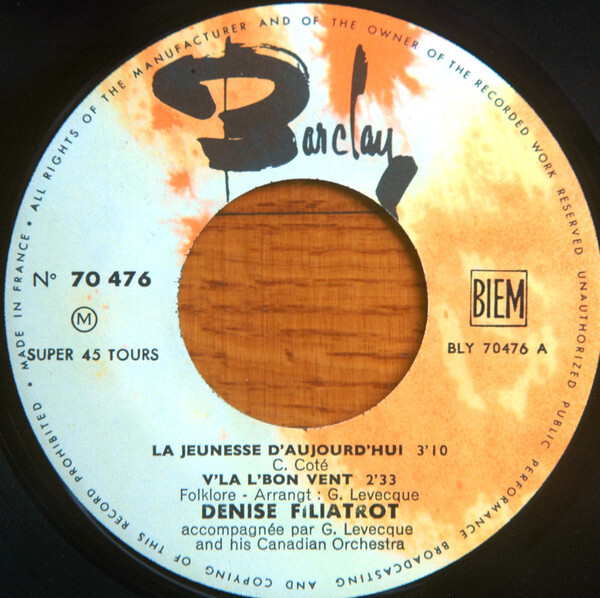 Barclay
ALL RIGHTS OF THE MANUFACTURER AND OF THE OWNER OF THE RECORDED WORK RESERVED
UNAUTHORIZED PUBLIC PERFORMANCE BROADCASTING AND COPYING OF THIS RECORD PROHIBITED • MADE IN FRANCE •
N° 70 476
M
SUPER 45 TOURS
BIEM
BLY 70476 A
LA JEUNESSE D'AUJOURD'HUI 3'10
C. Coté
V'LA L'BON VENT 2'33
Folklore - Arrangt : G. Levecque
DENISE FILIATROT
accompagnée par G. Levecque
and his Canadian Orchestra